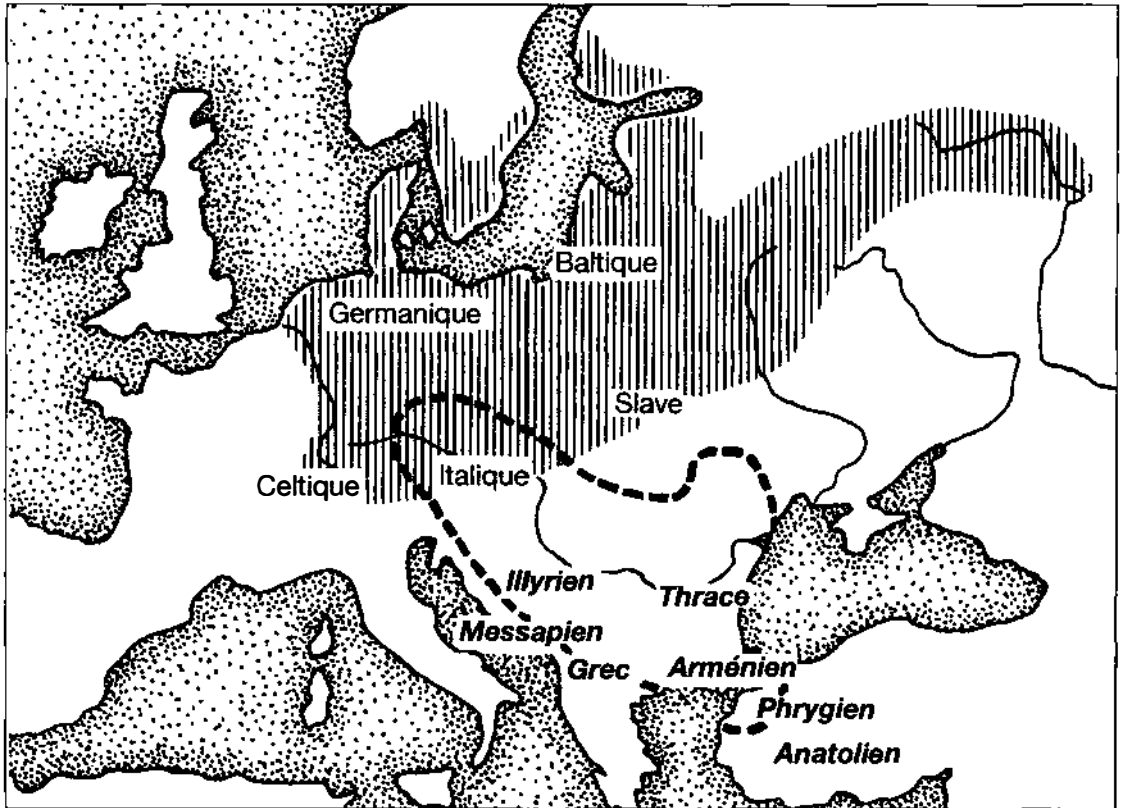 Baltique
Germanique
Slave
Celtique
Italique
Illyrien
Thrace
Messapien
Grec
Arménien
Phrygien
Anatolien